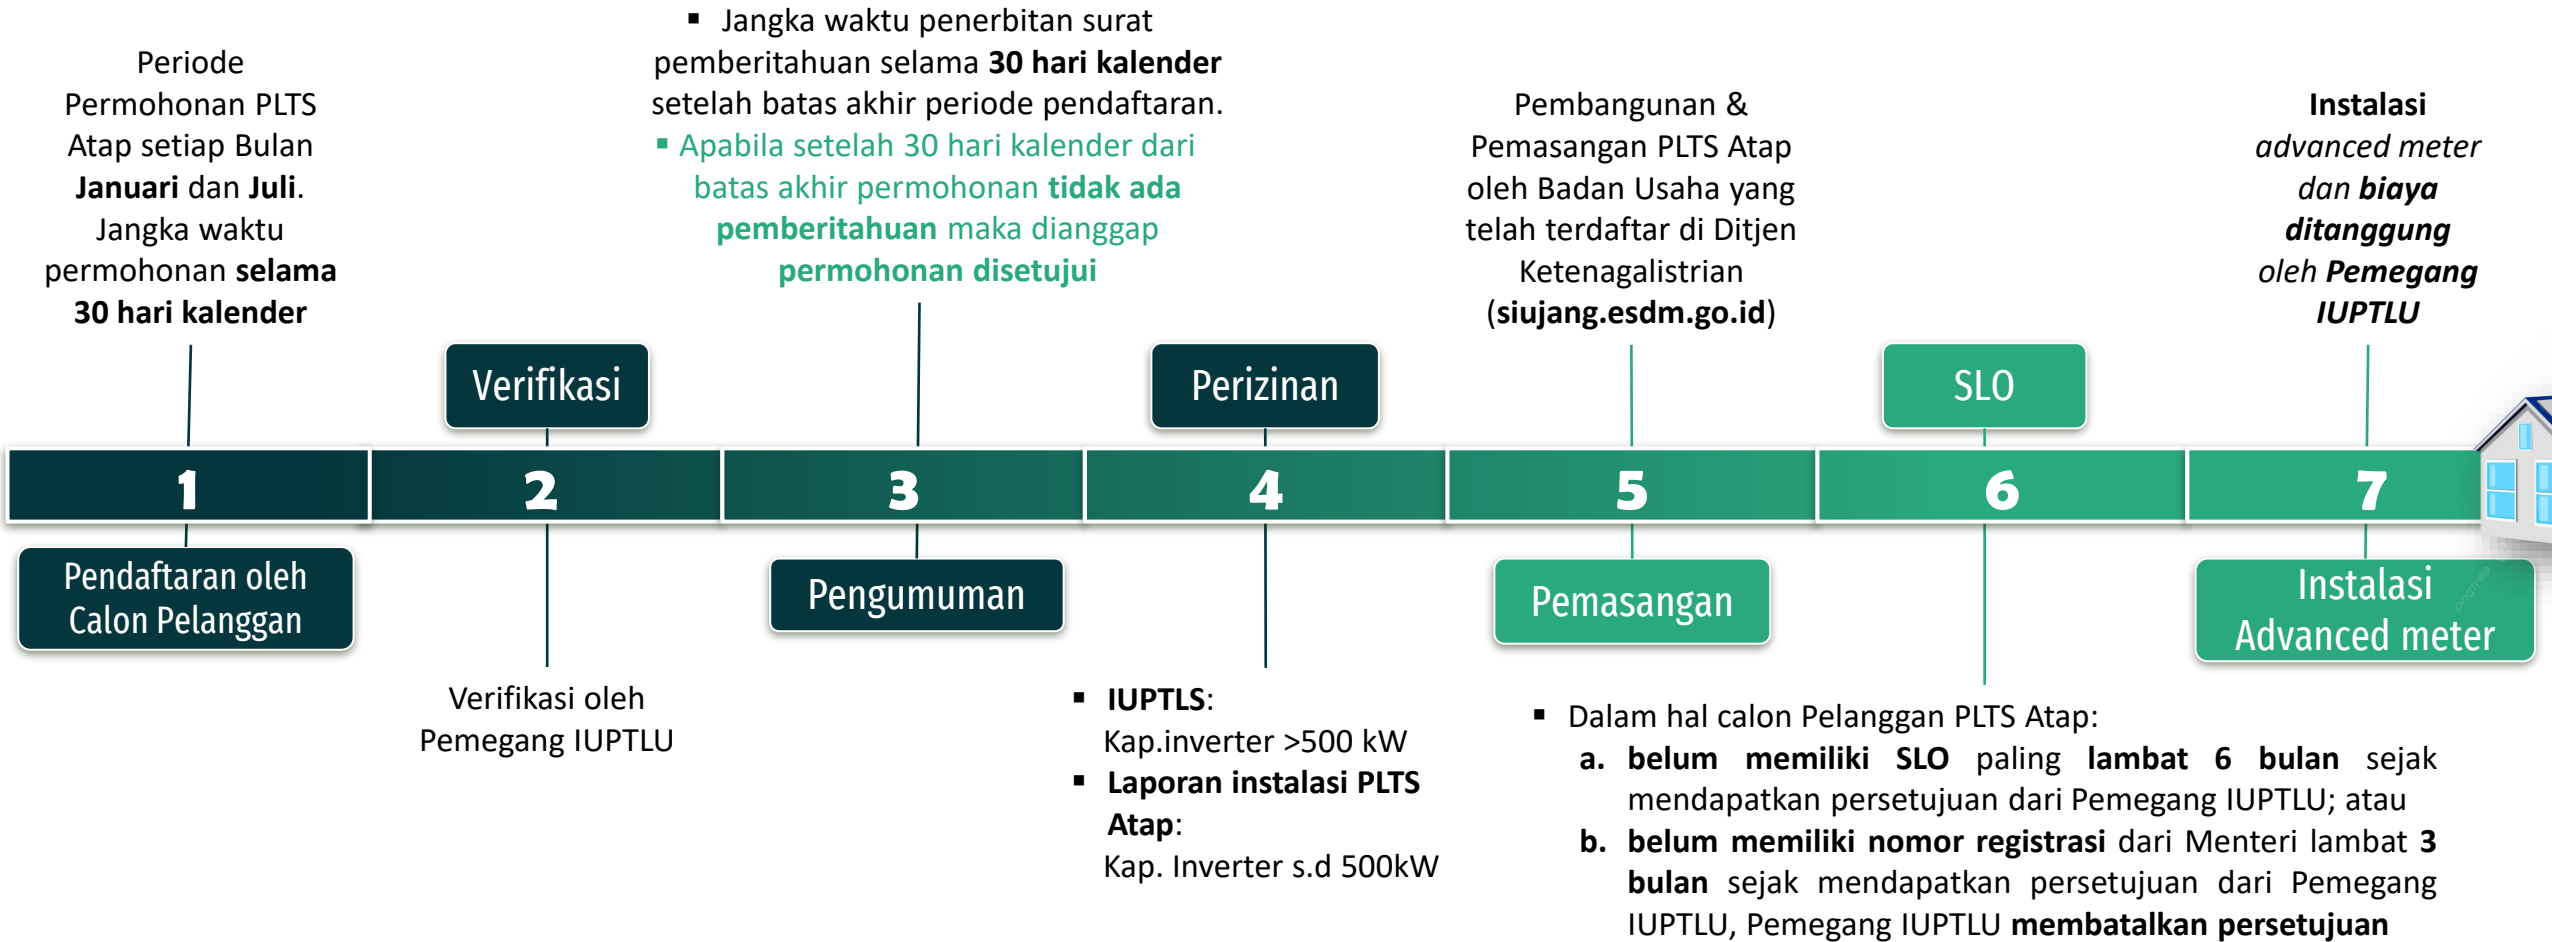 Periode
Permohonan PLTS
Atap setiap Bulan
Januari dan Juli.
Jangka waktu
permohonan selama
30 hari kalender
▪ Jangka waktu penerbitan surat
pemberitahuan selama 30 hari kalender
setelah batas akhir periode pendaftaran.
▪ Apabila setelah 30 hari kalender dari
batas akhir permohonan tidak ada
pemberitahuan maka dianggap
permohonan disetujui
Pembangunan &
Pemasangan PLTS Atap
oleh Badan Usaha yang
telah terdaftar di Ditjen
Ketenagalistrian
(siujang.esdm.go.id)
Instalasi
advanced meter
dan biaya
ditanggung
oleh Pemegang
IUPTLU
Verifikasi
Perizinan
SLO
1
2
3
4
5
6
7
Pendaftaran oleh
Calon Pelanggan
Pengumuman
Pemasangan
Instalasi
Advanced meter
pngtree
Verifikasi oleh
Pemegang IUPTLU
▪ IUPTLS:
Kap.inverter >500 kW
▪ Laporan instalasi PLTS
Atap:
Kap. Inverter s.d 500kW
▪ Dalam hal calon Pelanggan PLTS Atap:
a. belum memiliki SLO paling lambat 6 bulan sejak
mendapatkan persetujuan dari Pemegang IUPTLU; atau
b. belum memiliki nomor registrasi dari Menteri lambat 3
bulan sejak mendapatkan persetujuan dari Pemegang
IUPTLU, Pemegang IUPTLU membatalkan persetujuan